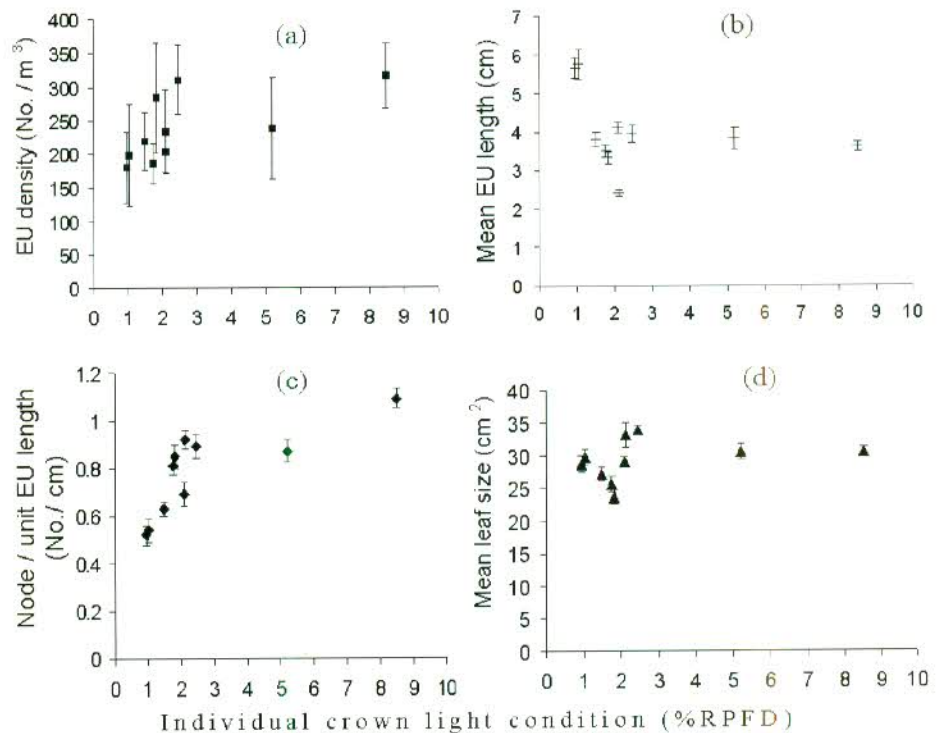 (a)
EU density (No. / m³)
400
350
300
250
200
150
100
50
0
0 1 2 3 4 5 6 7 8 9 10
(b)
Mean EU length (cm)
7
6
5
4
3
2
1
0
0 1 2 3 4 5 6 7 8 9 10
(c)
Node / unit EU length
(No./ cm)
1.2
1
0.8
0.6
0.4
0.2
0
0 1 2 3 4 5 6 7 8 9 10
(d)
Mean leaf size (cm²)
40
35
30
25
20
15
10
5
0
0 1 2 3 4 5 6 7 8 9 10
Individual crown light condition (%RPFD)